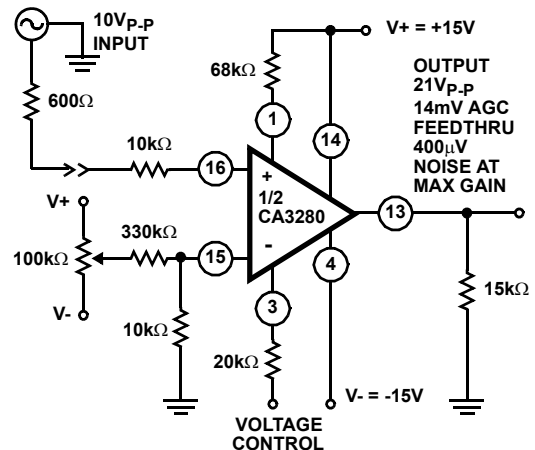 10VP-P
INPUT
600Ω
68kΩ
V+ = +15V
OUTPUT
21VP-P
14mV AGC
FEEDTHRU
400μV
NOISE AT
MAX GAIN
1
14
10kΩ
16
+
1/2
CA3280
-
13
V+
330kΩ
15
4
100kΩ
3
15kΩ
V-
10kΩ
20kΩ
V- = -15V
VOLTAGE
CONTROL